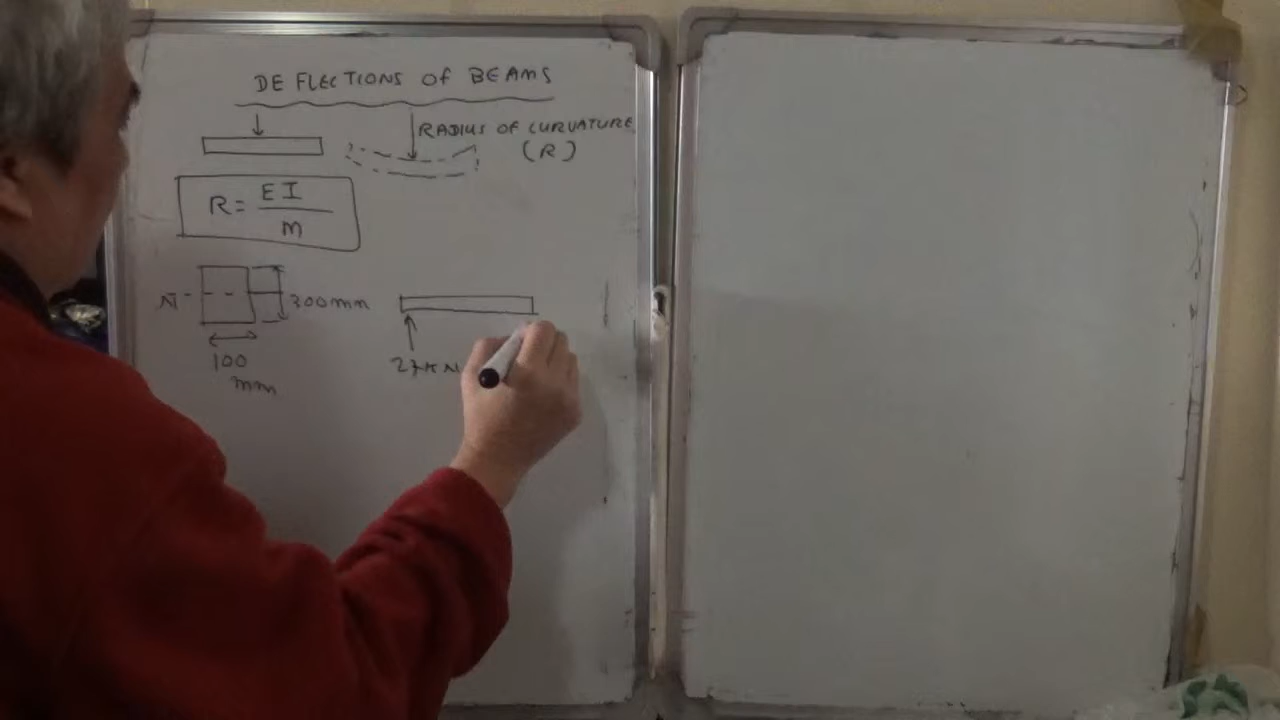 DEFLECTIONS OF BEAMS
RADIUS OF CURVATURE
(R)
R = EI
M
300mm
100
mm